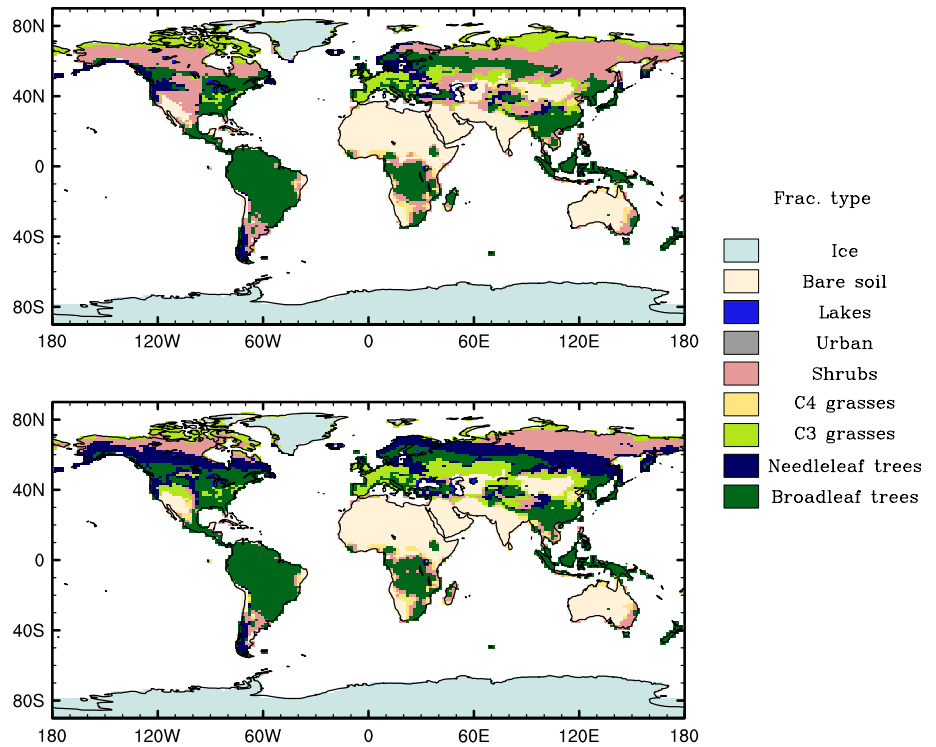 80N
40N
0
40S
80S
180 120W 60W 0 60E 120E 180
Frac. type
Ice
Bare soil
Lakes
Urban
Shrubs
C4 grasses
C3 grasses
Needleleaf trees
Broadleaf trees
80N
40N
0
40S
80S
180 120W 60W 0 60E 120E 180